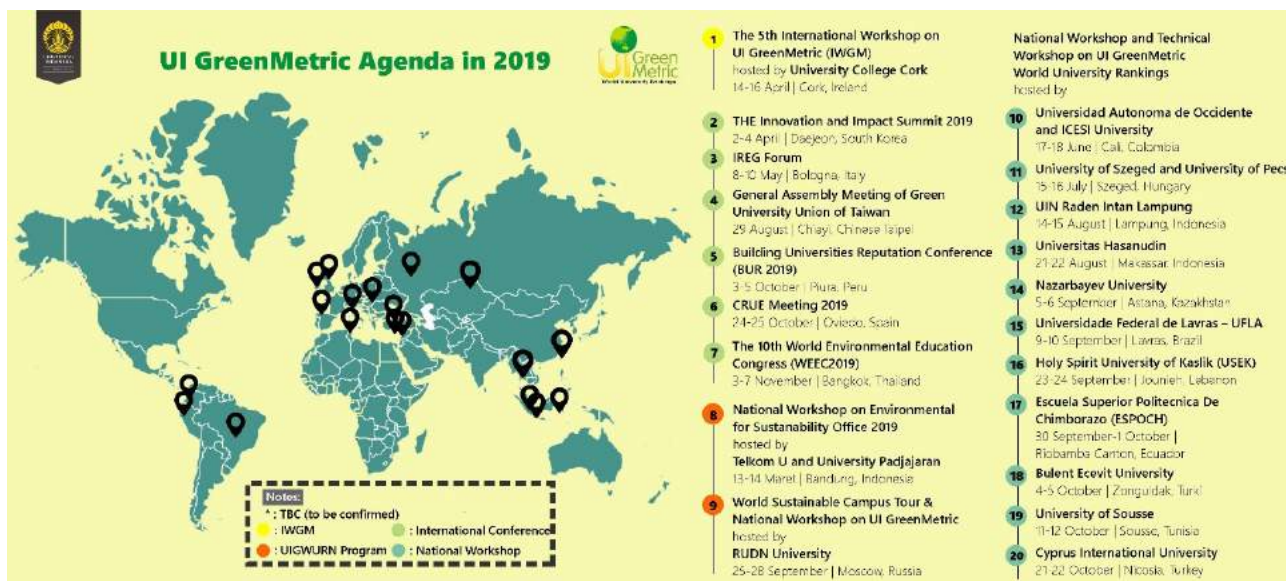 UI GreenMetric Agenda in 2019
UI Green
Metric
World University Rankings
1
The 5th International Workshop on
UI GreenMetric (IWGM)
hosted by University College Cork
14-16 April | Cork, Ireland
2
THE Innovation and Impact Summit 2019
2-4 April | Daejeon, South Korea
3
IREG Forum
8-10 May | Bologna, Italy
4
General Assembly Meeting of Green
University Union of Taiwan
29 August | Chiayi, Chinese Taipei
5
Building Universities Reputation Conference
(BUR 2019)
3-5 October | Piura, Peru
6
CRUE Meeting 2019
24-25 October | Oviedo, Spain
7
The 10th World Environmental Education
Congress (WEEC2019)
3-7 November | Bangkok, Thailand
8
National Workshop on Environmental
for Sustanability Office 2019
hosted by
Telkom U and University Padjajaran
13-14 Maret | Bandung, Indonesia
9
World Sustainable Campus Tour &
National Workshop on UI GreenMetric
hosted by
RUDN University
25-28 September | Moscow, Russia
National Workshop and Technical
Workshop on UI GreenMetric
World University Rankings
hosted by
10
Universidad Autonoma de Occidente
and ICESI University
17-18 June | Cali, Colombia
11
University of Szeged and University of Pecs
15-16 July | Szeged, Hungary
12
UIN Raden Intan Lampung
14-15 August | Lampung, Indonesia
13
Universitas Hasanudin
21-22 August | Makassar, Indonesia
14
Nazarbayev University
5-6 September | Astana, Kazakhstan
15
Universidade Federal de Lavras – UFLA
9-10 September | Lavras, Brazil
16
Holy Spirit University of Kaslik (USEK)
23-24 September | Jounieh, Lebanon
17
Escuela Superior Politecnica De
Chimborazo (ESPOCH)
30 September-1 October |
Riobamba Canton, Ecuador
18
Bulent Ecevit University
4-5 October | Zonguldak, Turki
19
University of Sousse
11-12 October | Sousse, Tunisia
20
Cyprus International University
21-22 October | Nicosia, Turkey
Notes:
* : TBC (to be confirmed)
: IWGM
: International Conference
: UIGWURN Program
: National Workshop